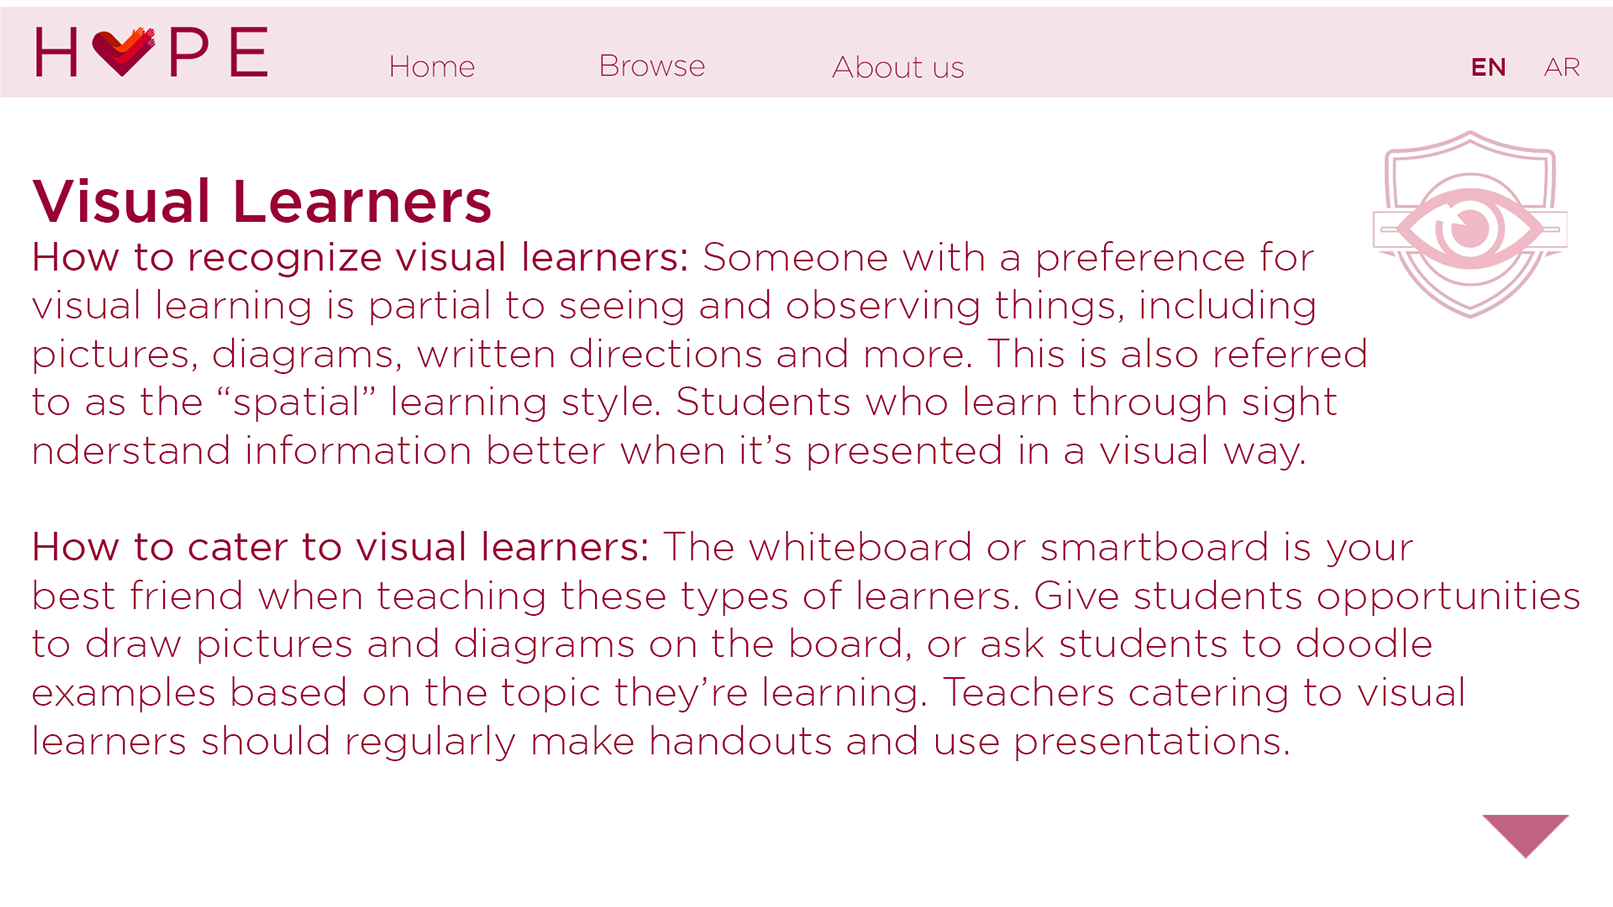 HOPE
Home
Browse
About us
EN
AR
Visual Learners
How to recognize visual learners: Someone with a preference for
visual learning is partial to seeing and observing things, including
pictures, diagrams, written directions and more. This is also referred
to as the “spatial” learning style. Students who learn through sight
nderstand information better when it’s presented in a visual way.
How to cater to visual learners: The whiteboard or smartboard is your
best friend when teaching these types of learners. Give students opportunities
to draw pictures and diagrams on the board, or ask students to doodle
examples based on the topic they’re learning. Teachers catering to visual
learners should regularly make handouts and use presentations.